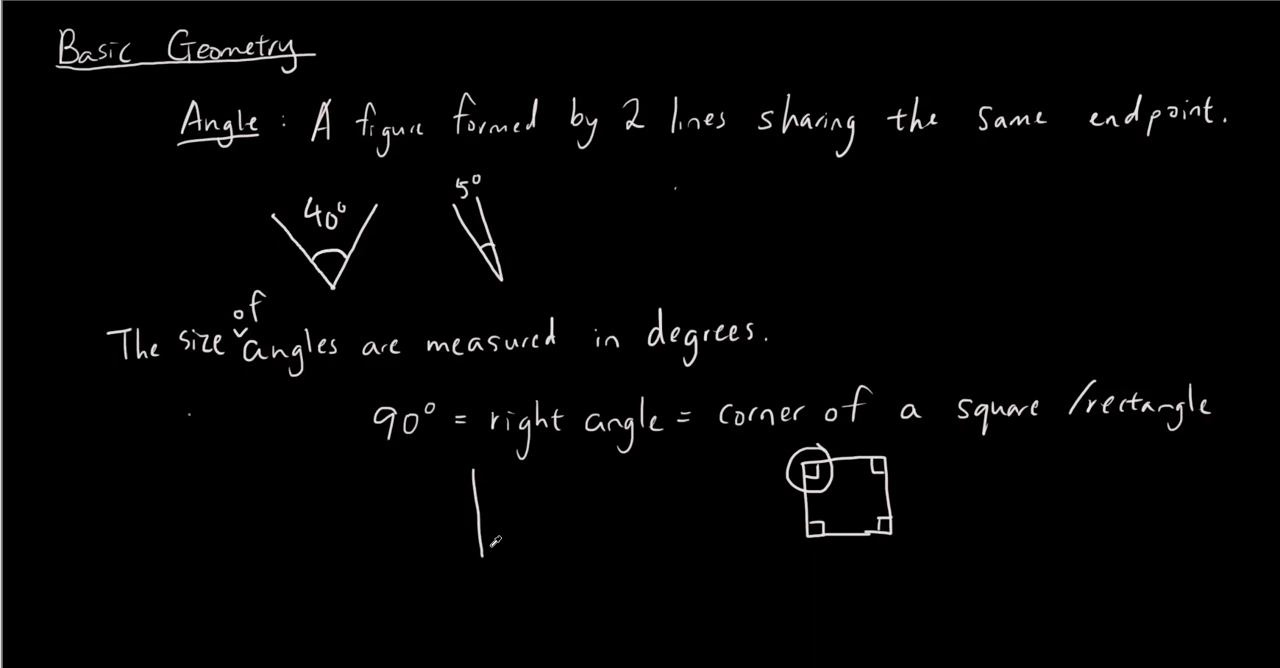 Basic Geometry
Angle : A figure formed by 2 lines sharing the same endpoint.
40° 5°
The size of angles are measured in degrees.
90° = right angle = corner of a square /rectangle